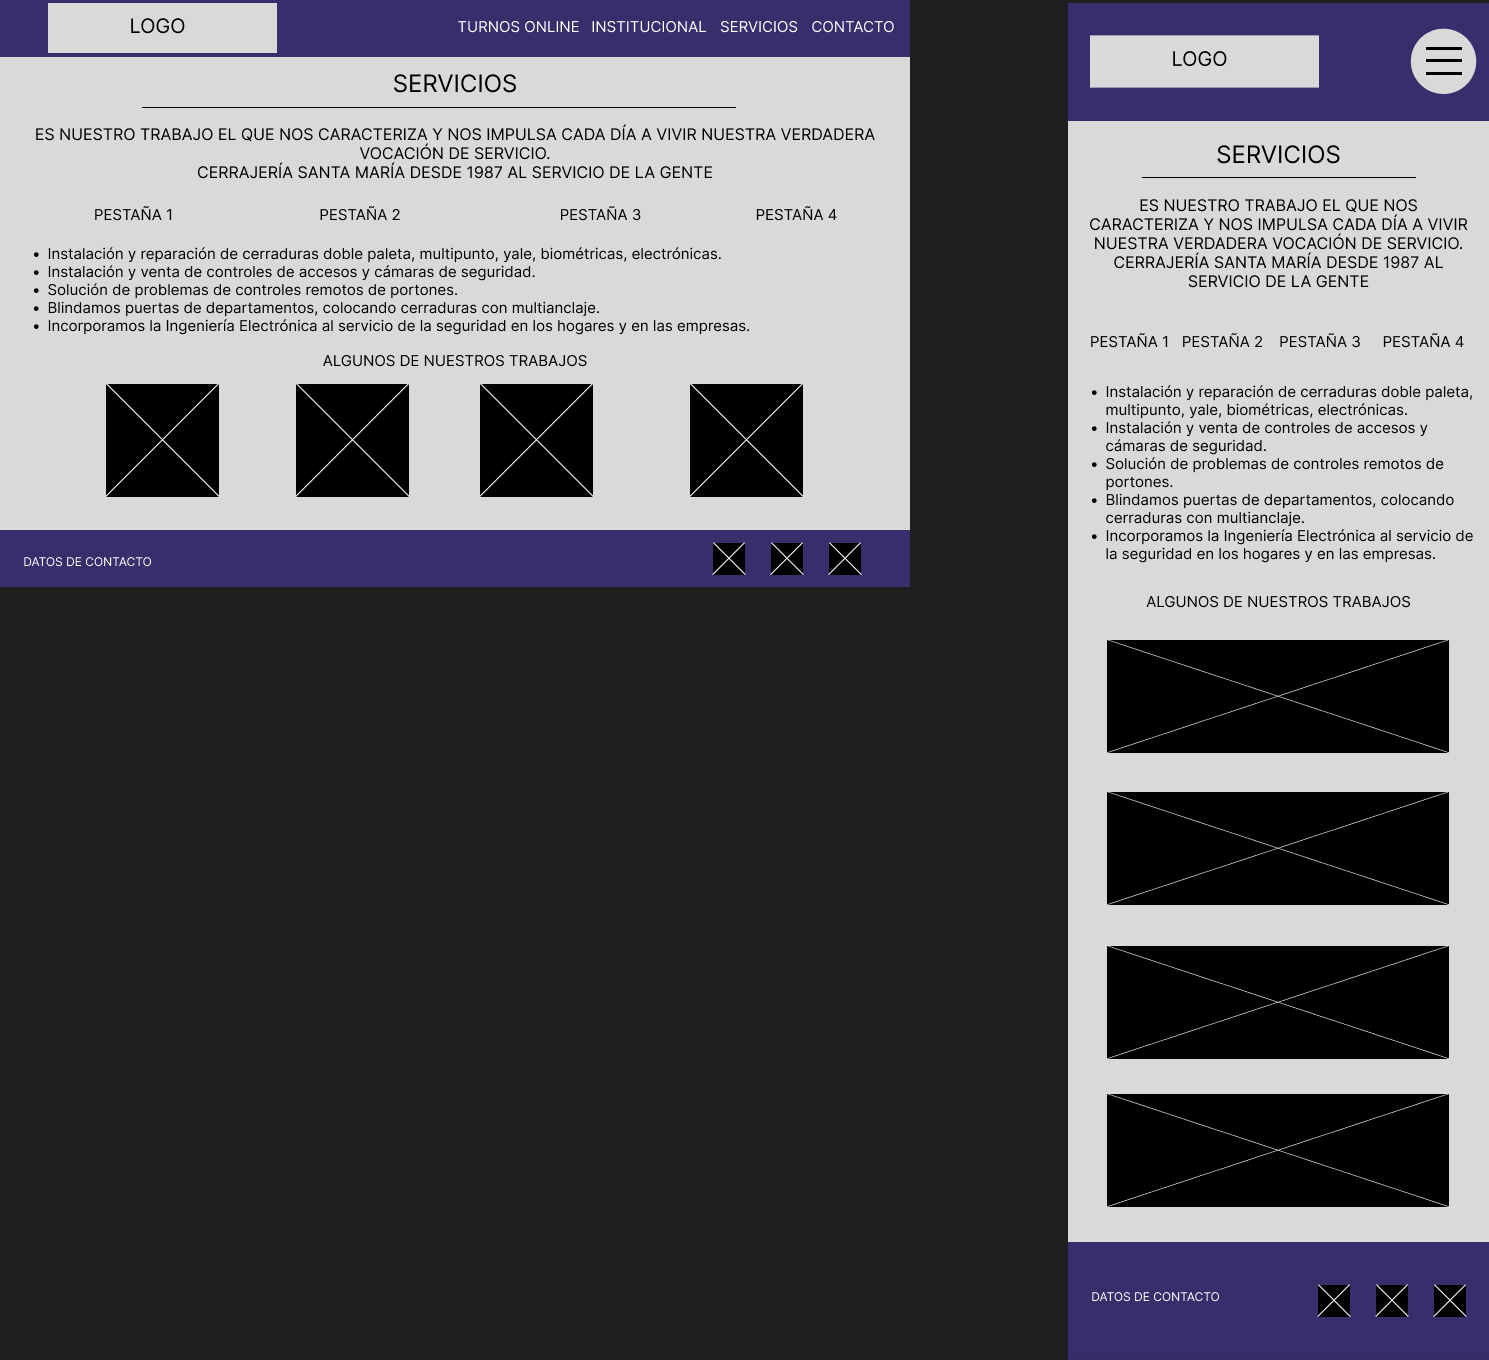 LOGO
TURNOS ONLINE INSTITUCIONAL SERVICIOS CONTACTO
SERVICIOS
ES NUESTRO TRABAJO EL QUE NOS CARACTERIZA Y NOS IMPULSA CADA DÍA A VIVIR NUESTRA VERDADERA
VOCACIÓN DE SERVICIO.
CERRAJERÍA SANTA MARÍA DESDE 1987 AL SERVICIO DE LA GENTE
PESTAÑA 1 PESTAÑA 2 PESTAÑA 3 PESTAÑA 4
• Instalación y reparación de cerraduras doble paleta, multipunto, yale, biométricas, electrónicas.
• Instalación y venta de controles de accesos y cámaras de seguridad.
• Solución de problemas de controles remotos de portones.
• Blindamos puertas de departamentos, colocando cerraduras con multianclaje.
• Incorporamos la Ingeniería Electrónica al servicio de la seguridad en los hogares y en las empresas.
ALGUNOS DE NUESTROS TRABAJOS
DATOS DE CONTACTO
LOGO
SERVICIOS
ES NUESTRO TRABAJO EL QUE NOS
CARACTERIZA Y NOS IMPULSA CADA DÍA A VIVIR
NUESTRA VERDADERA VOCACIÓN DE SERVICIO.
CERRAJERÍA SANTA MARÍA DESDE 1987 AL
SERVICIO DE LA GENTE
PESTAÑA 1 PESTAÑA 2 PESTAÑA 3 PESTAÑA 4
• Instalación y reparación de cerraduras doble paleta,
multipunto, yale, biométricas, electrónicas.
• Instalación y venta de controles de accesos y
cámaras de seguridad.
• Solución de problemas de controles remotos de
portones.
• Blindamos puertas de departamentos, colocando
cerraduras con multianclaje.
• Incorporamos la Ingeniería Electrónica al servicio de
la seguridad en los hogares y en las empresas.
ALGUNOS DE NUESTROS TRABAJOS
DATOS DE CONTACTO